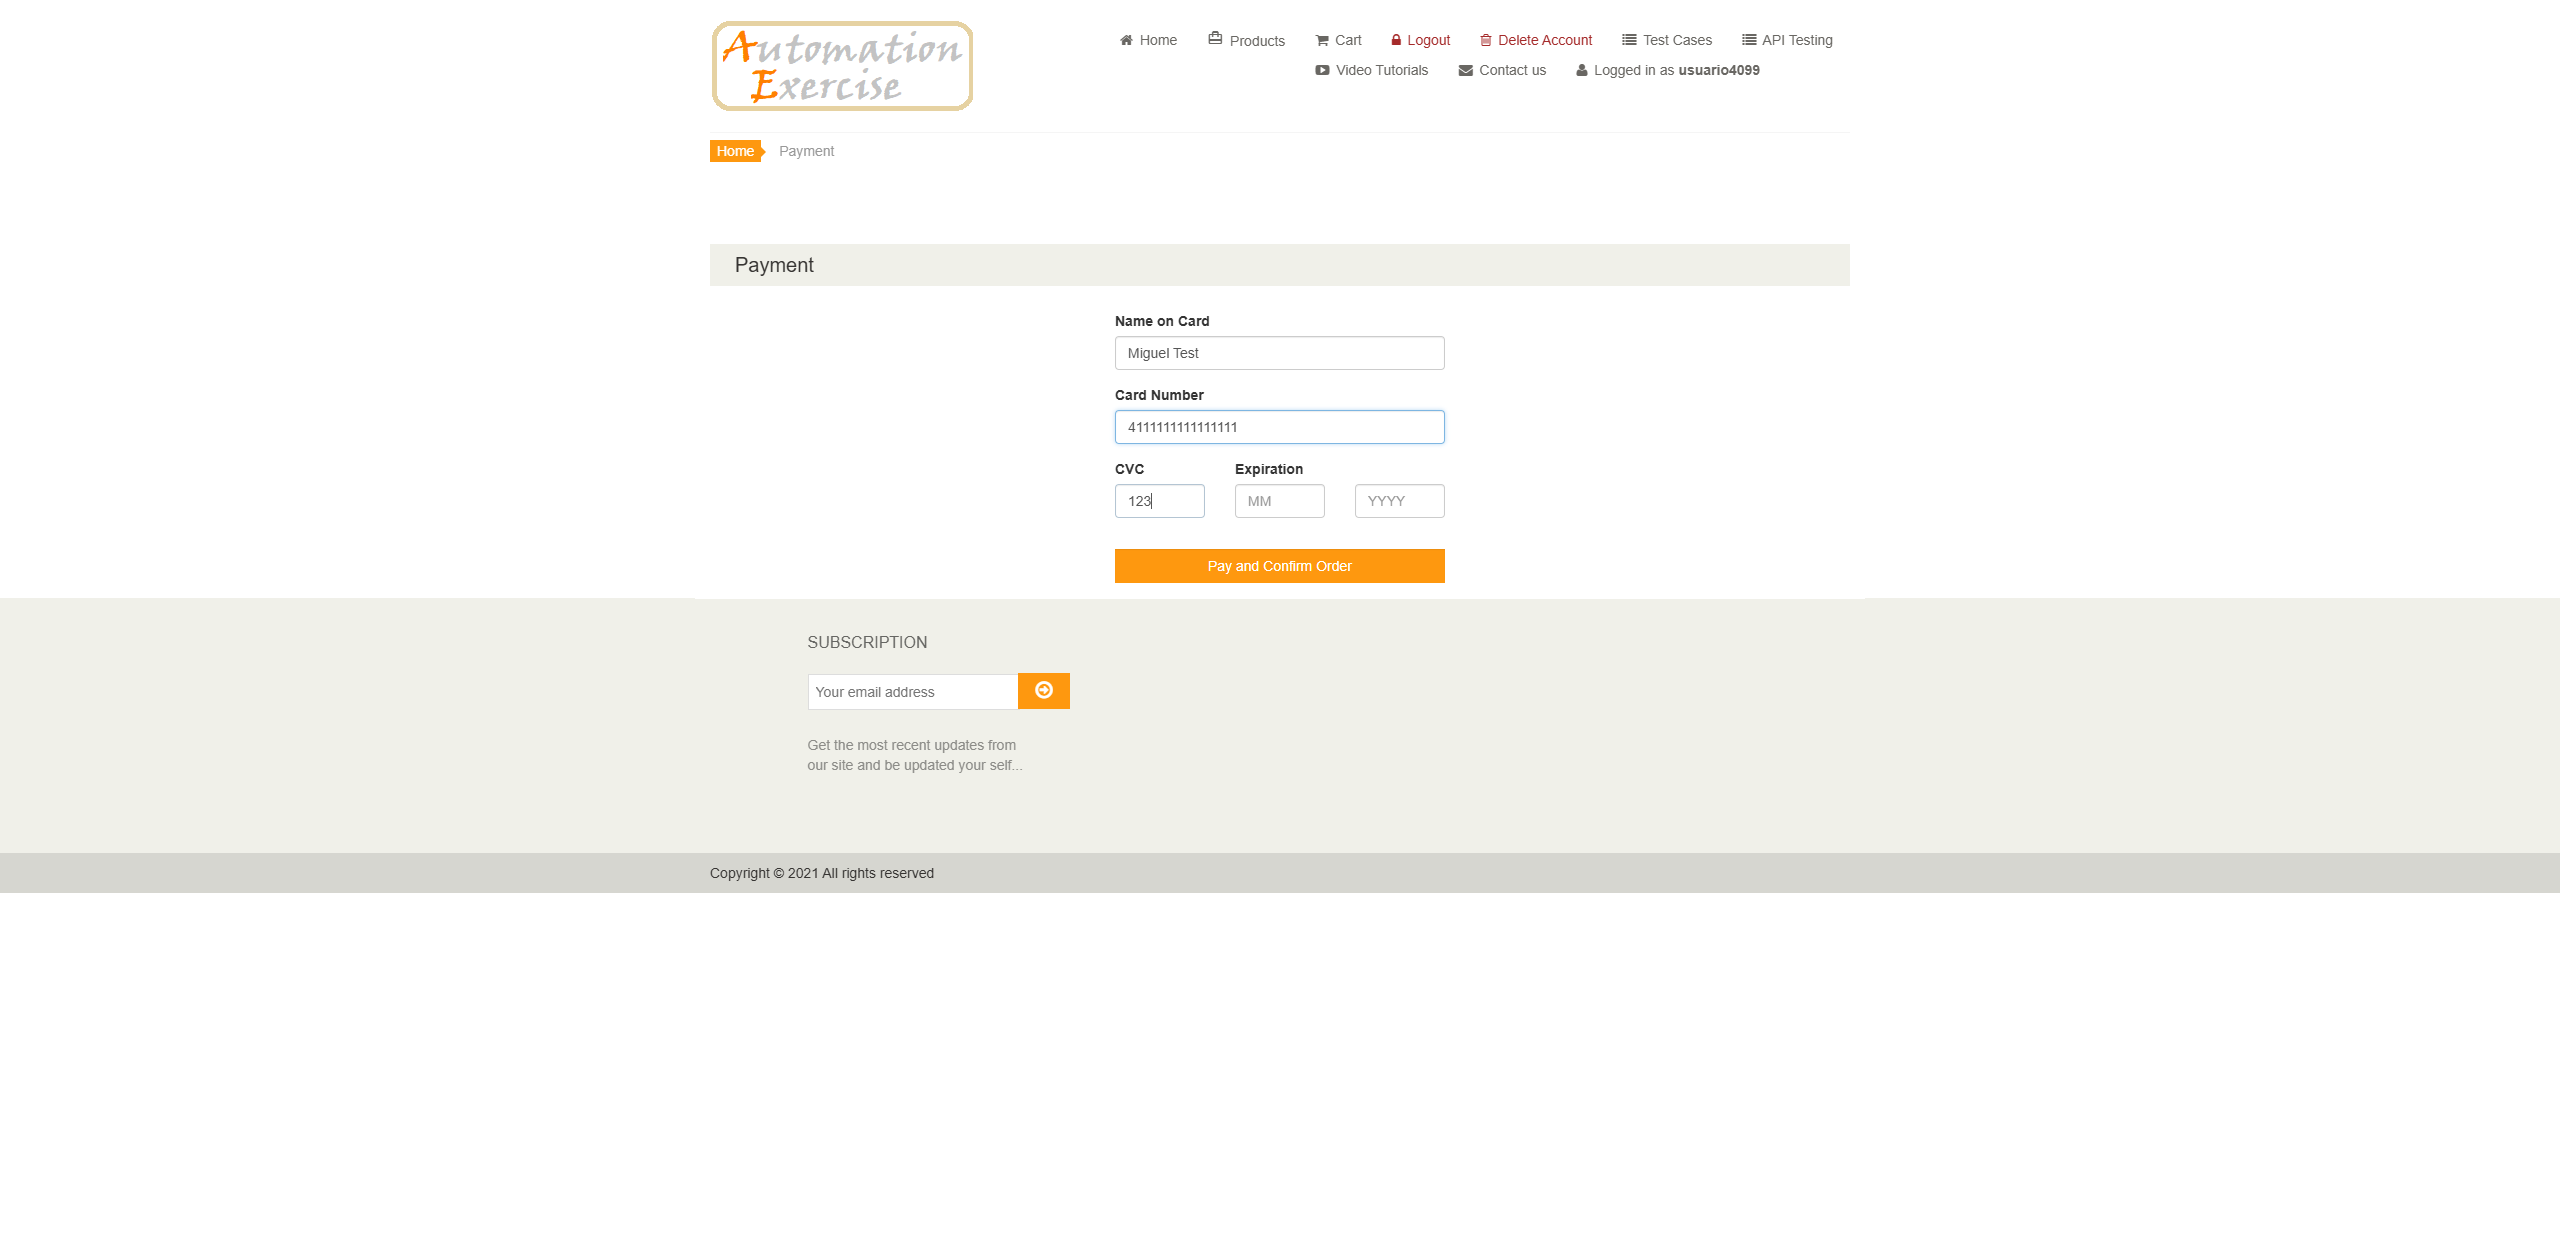 Automation
Exercise
Home Products Cart Logout Delete Account Test Cases API Testing
Video Tutorials Contact us Logged in as usuario4099
Home Payment
Payment
Name on Card
Miguel Test
Card Number
4111111111111111
CVC Expiration
123 MM YYYY
Pay and Confirm Order
SUBSCRIPTION
Your email address
Get the most recent updates from
our site and be updated your self...
Copyright © 2021 All rights reserved